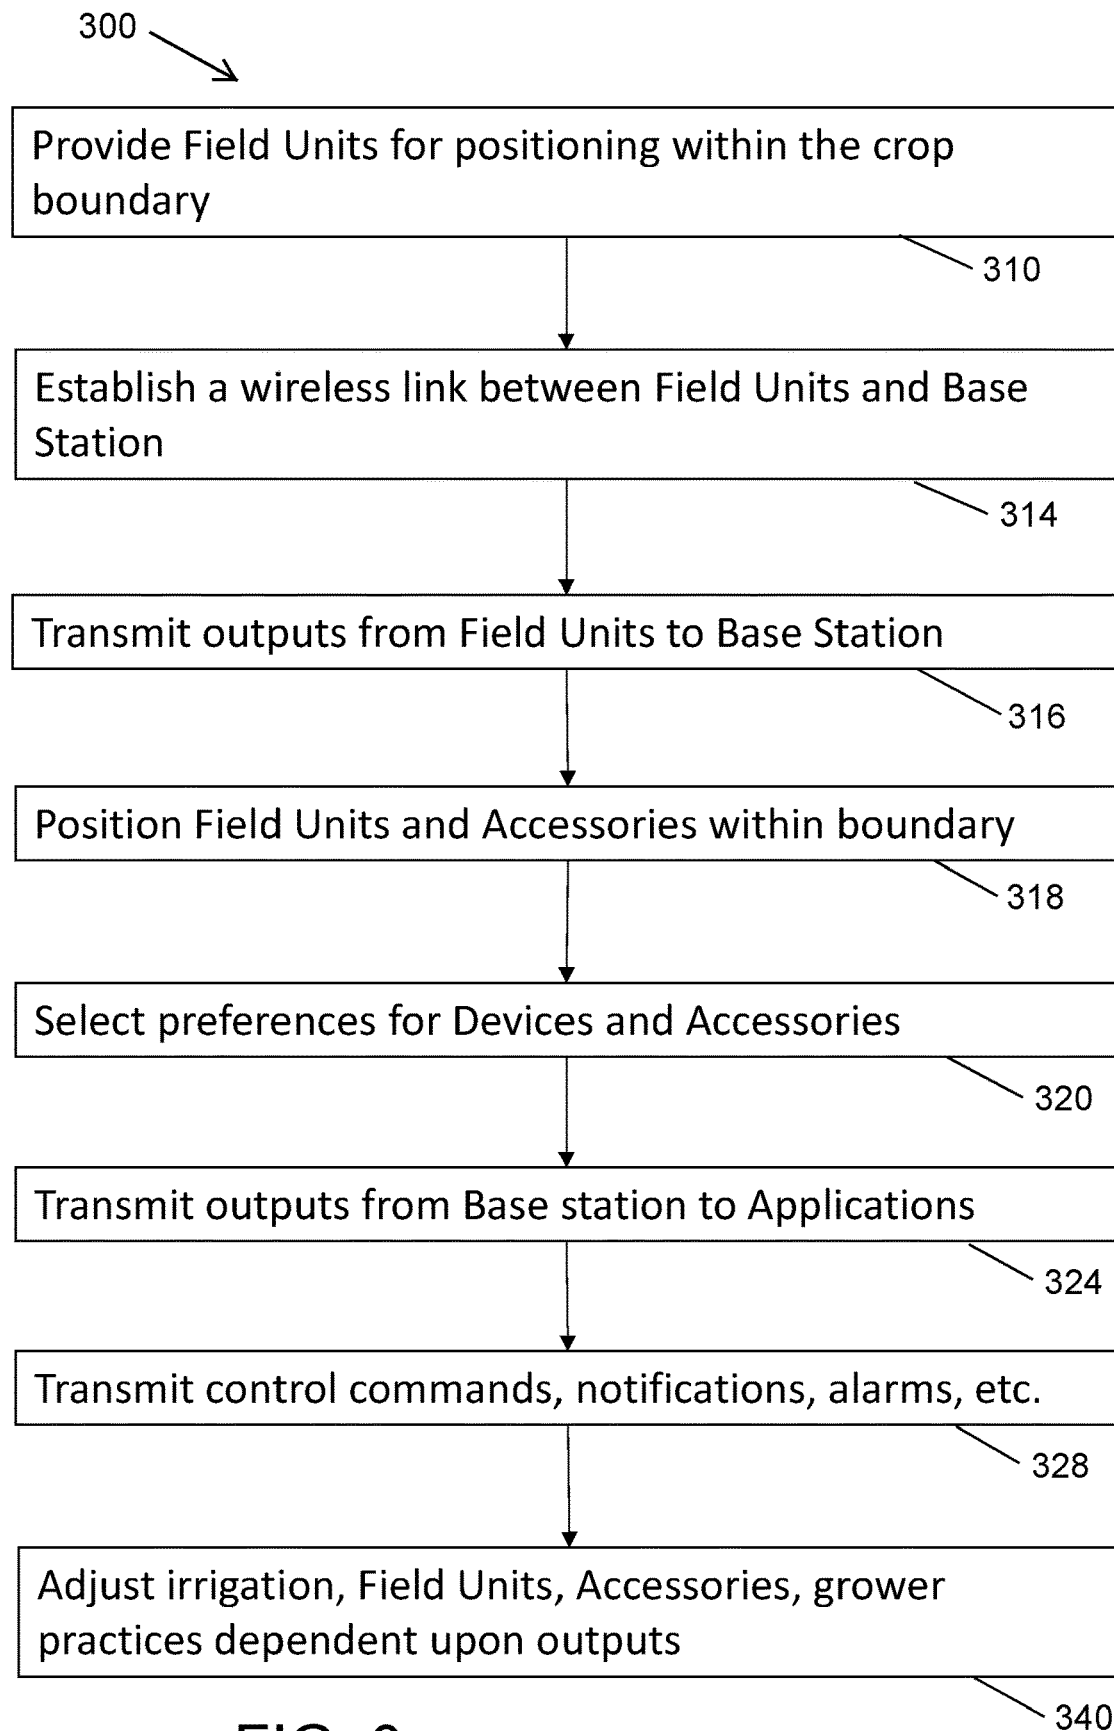 300
Provide Field Units for positioning within the crop
boundary
310
Establish a wireless link between Field Units and Base
Station
314
Transmit outputs from Field Units to Base Station
316
Position Field Units and Accessories within boundary
318
Select preferences for Devices and Accessories
320
Transmit outputs from Base station to Applications
324
Transmit control commands, notifications, alarms, etc.
328
Adjust irrigation, Field Units, Accessories, grower
practices dependent upon outputs
340
FIG.